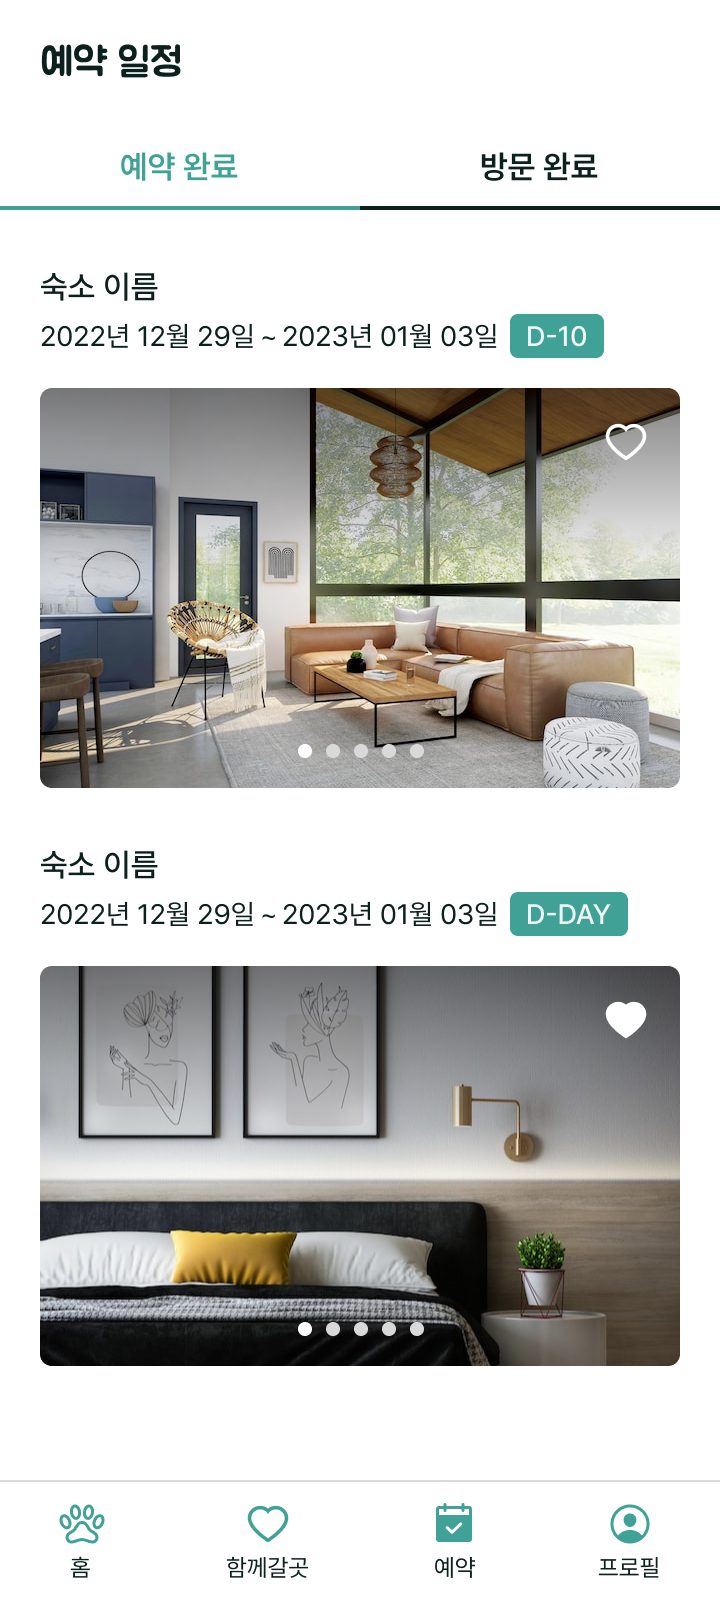 예약 일정
예약 완료 방문 완료
숙소 이름
2022년 12월 29일 ~ 2023년 01월 03일 D-10
숙소 이름
2022년 12월 29일 ~ 2023년 01월 03일 D-DAY
홈 함께갈곳 예약 프로필